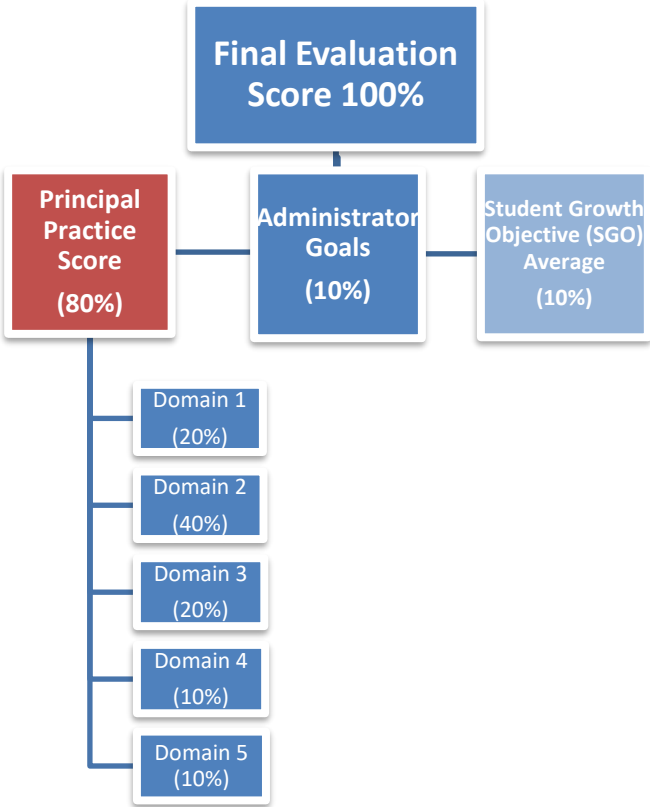 Final Evaluation
Score 100%
Principal
Practice
Score
(80%)
Administrator
Goals
(10%)
Student Growth
Objective (SGO)
Average
(10%)
Domain 1
(20%)
Domain 2
(40%)
Domain 3
(20%)
Domain 4
(10%)
Domain 5
(10%)